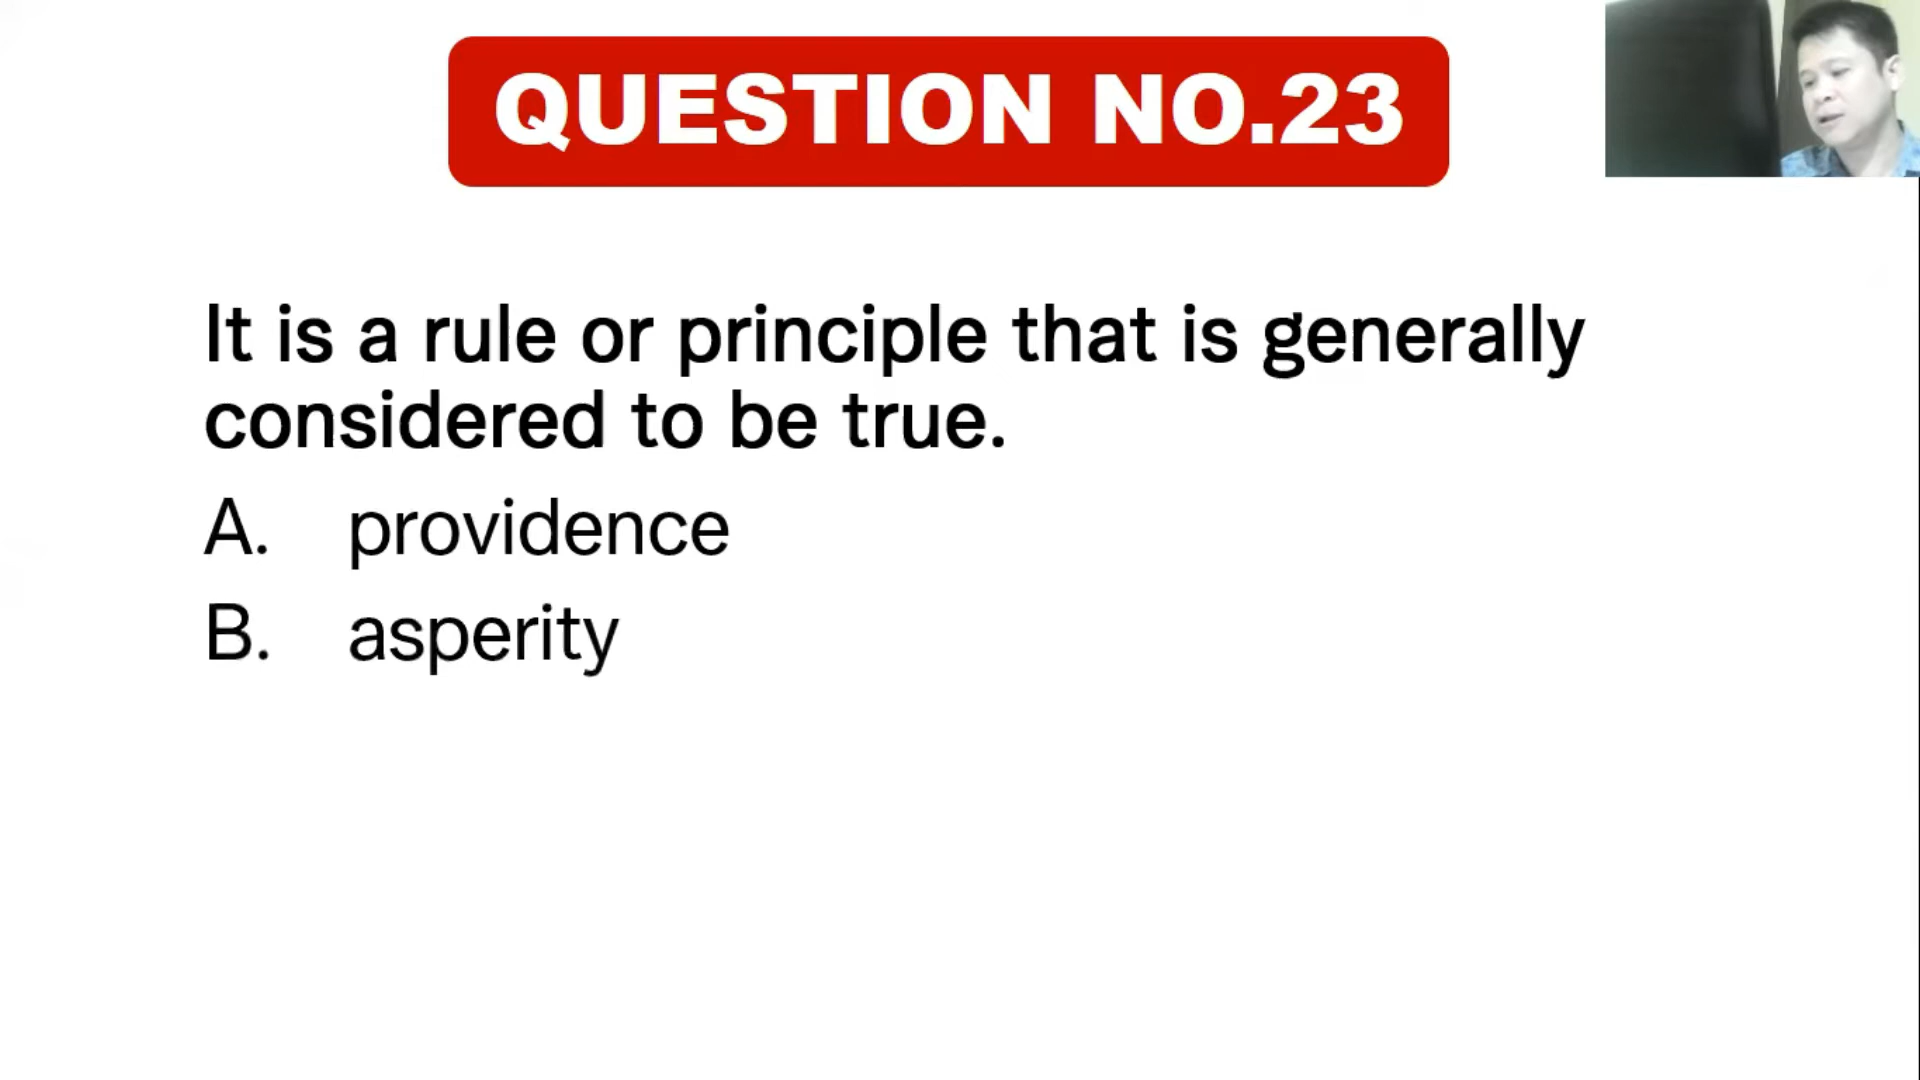 QUESTION NO.23
It is a rule or principle that is generally
considered to be true.
A. providence
B. asperity